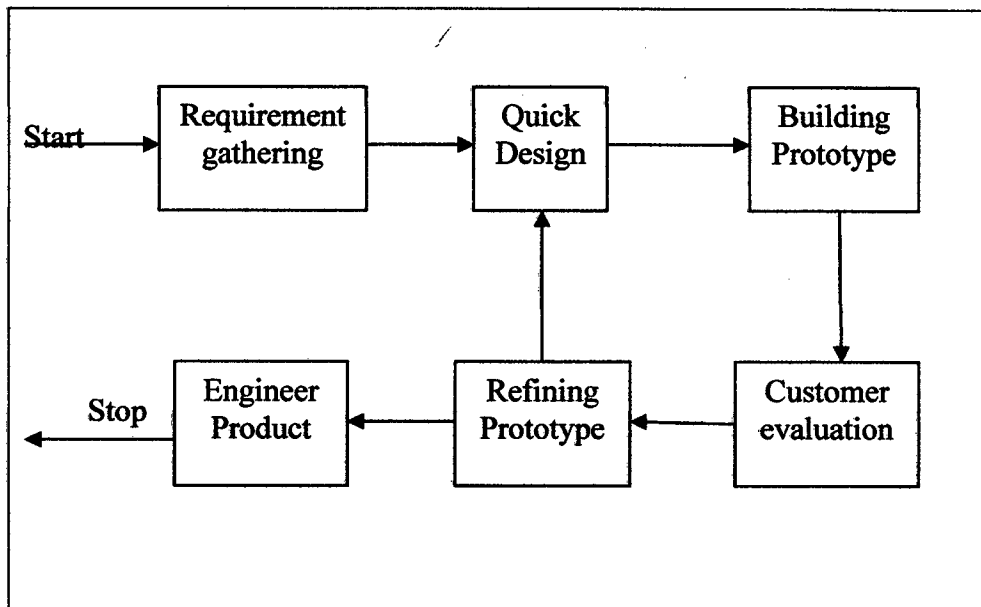 Start
Requirement
gathering
Quick
Design
Building
Prototype
Customer
evaluation
Refining
Prototype
Engineer
Product
Stop